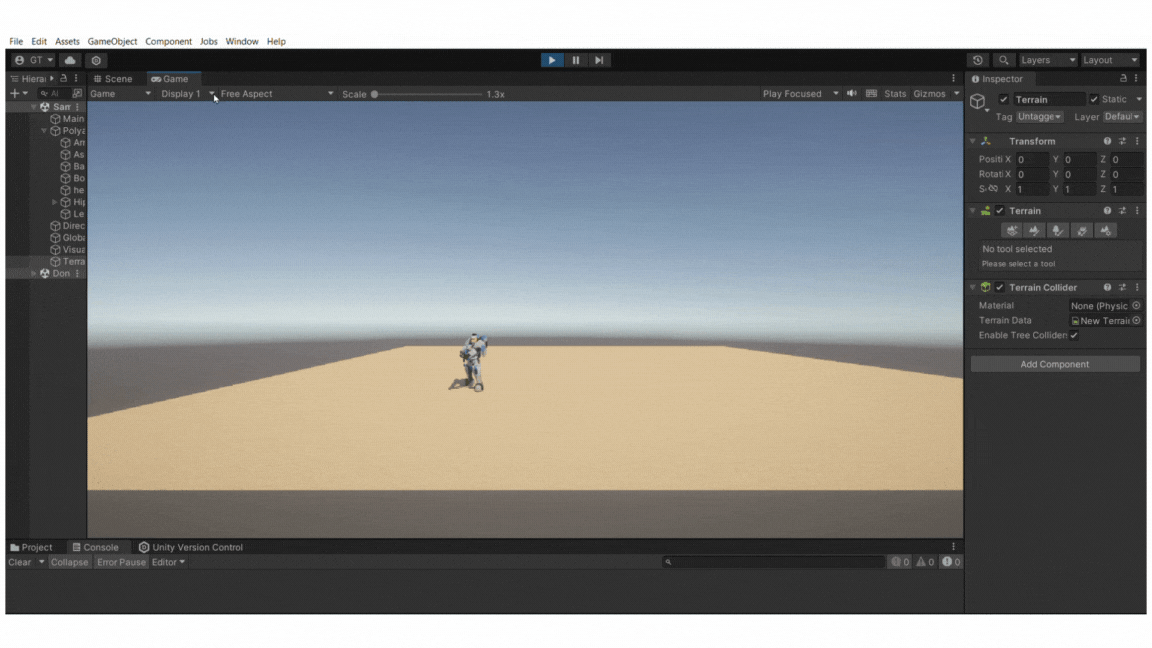 File Edit Assets GameObject Component Jobs Window Help
GT Layers Layout
Hierar Scene Game Inspector
All Game Display 1 Free Aspect Scale 1.3x Play Focused Stats Gizmos
Terrain Static
Sam
Tag Untagge Layer Defaul
Main
Polya
An
As
Ba
Bo
he
Hip
Le
Direc
Globa
Visua
Terra
Don
Transform
Positi X 0 Y 0 Z 0
Rotati X 0 Y 0 Z 0
S X 1 Y 1 Z 1
Terrain
No tool selected
Please select a tool
Terrain Collider
Material None (Physic
Terrain Data New Terrain
Enable Tree Colliders
Add Component
Project Console Unity Version Control
Clear Collapse Error Pause Editor 0 0 0